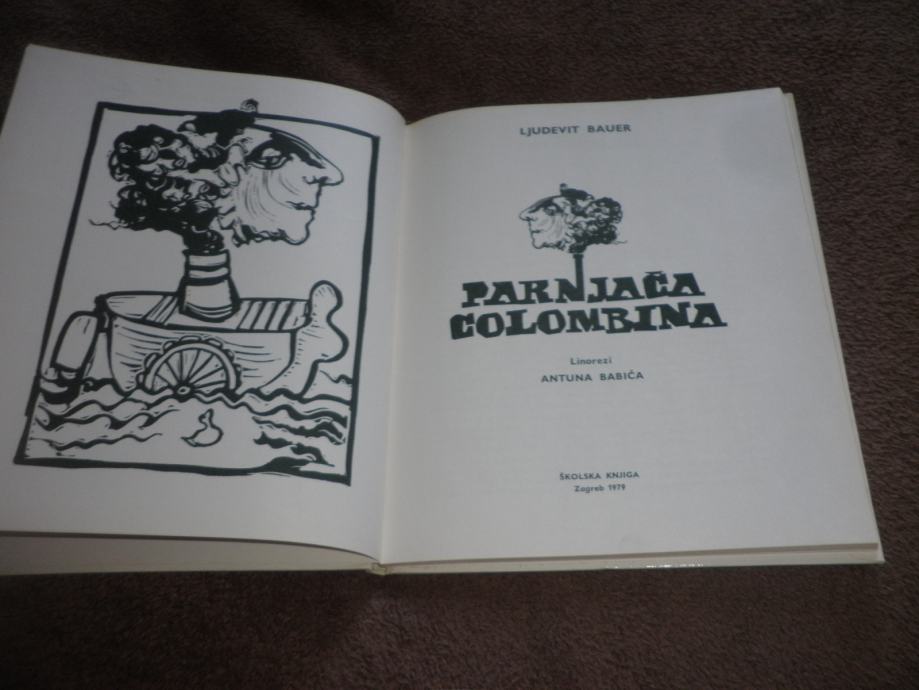 LJUDEVIT BAUER
PARNJAČA
COLOMBINA
Linorezi
ANTUNA BABIĆA
ŠKOLSKA KNJIGA
Zagreb 1979